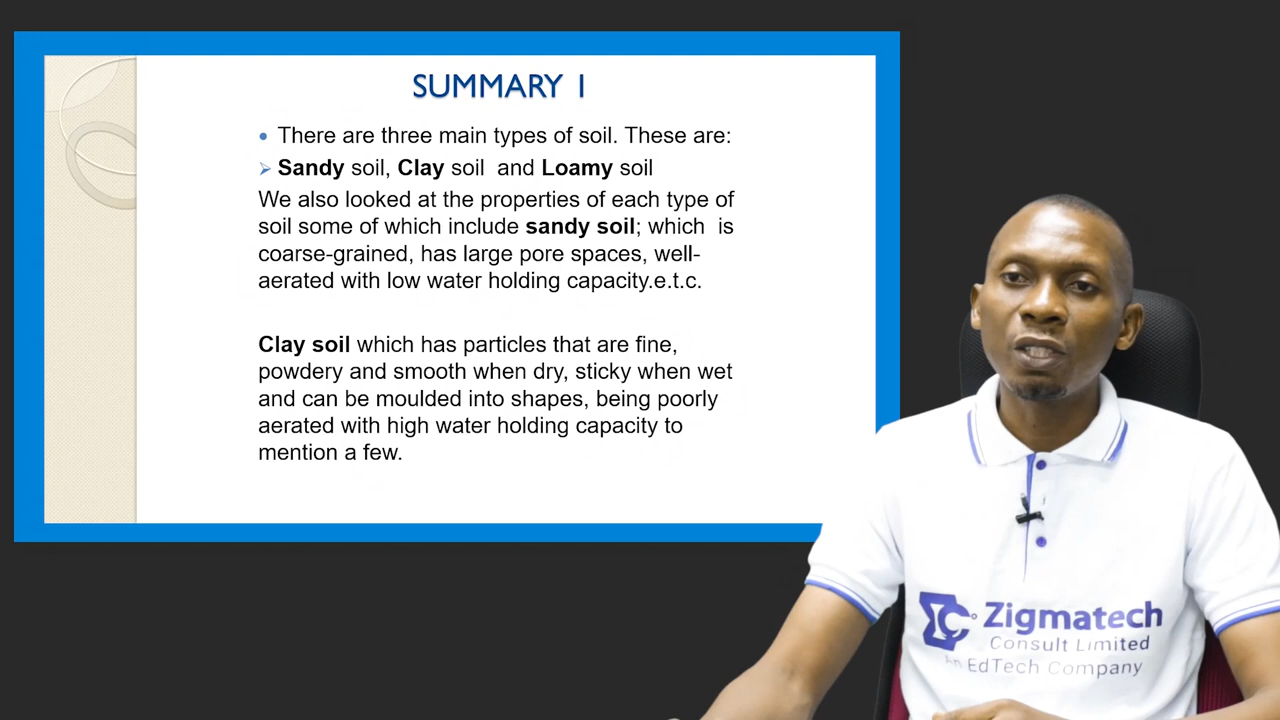 SUMMARY 1
There are three main types of soil. These are:
Sandy soil, Clay soil and Loamy soil
We also looked at the properties of each type of
soil some of which include sandy soil; which is
coarse-grained, has large pore spaces, well-
aerated with low water holding capacity.e.t.c.
Clay soil which has particles that are fine,
powdery and smooth when dry, sticky when wet
and can be moulded into shapes, being poorly
aerated with high water holding capacity to
mention a few.
Zigmatech
Consult Limited
An EdTech Company